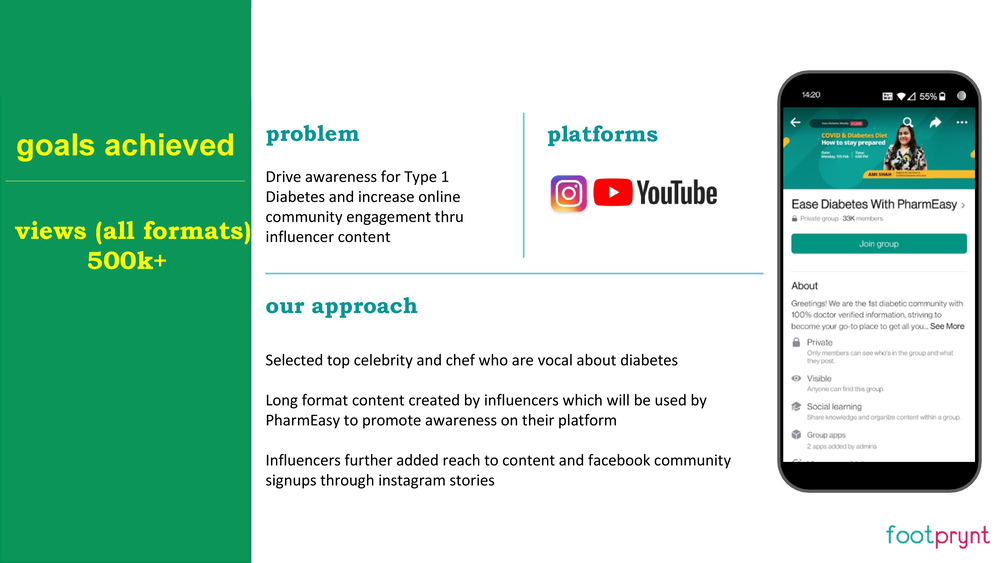 goals achieved
views (all formats)
500k+
problem
Drive awareness for Type 1
Diabetes and increase online
community engagement thru
influencer content
platforms
YouTube
our approach
Selected top celebrity and chef who are vocal about diabetes
Long format content created by influencers which will be used by
PharmEasy to promote awareness on their platform
Influencers further added reach to content and facebook community
signups through instagram stories
14:20
55%
COVID & Diabetes Diet
How to stay prepared
Date:
Time:
AMI SHAH
Ease Diabetes With PharmEasy
Private group · 33K members
Join group
About
Greetings! We are the 1st diabetic community with
100% doctor verified information, striving to
become your go-to place to get all you... See More
Private
Only members can see who's in the group and what
they post.
Visible
Anyone can find this group.
Social learning
Share knowledge and organize content within a group.
Group apps
2 apps added by admins
footprynt